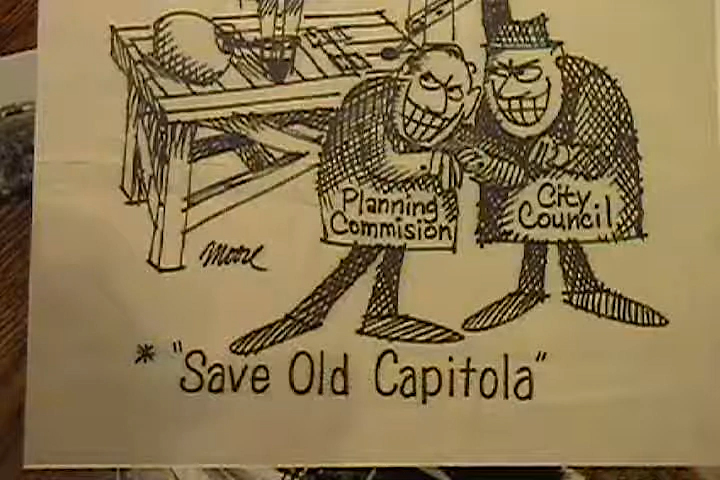 Planning
Commision
City
Council
Moore
* "Save Old Capitola"